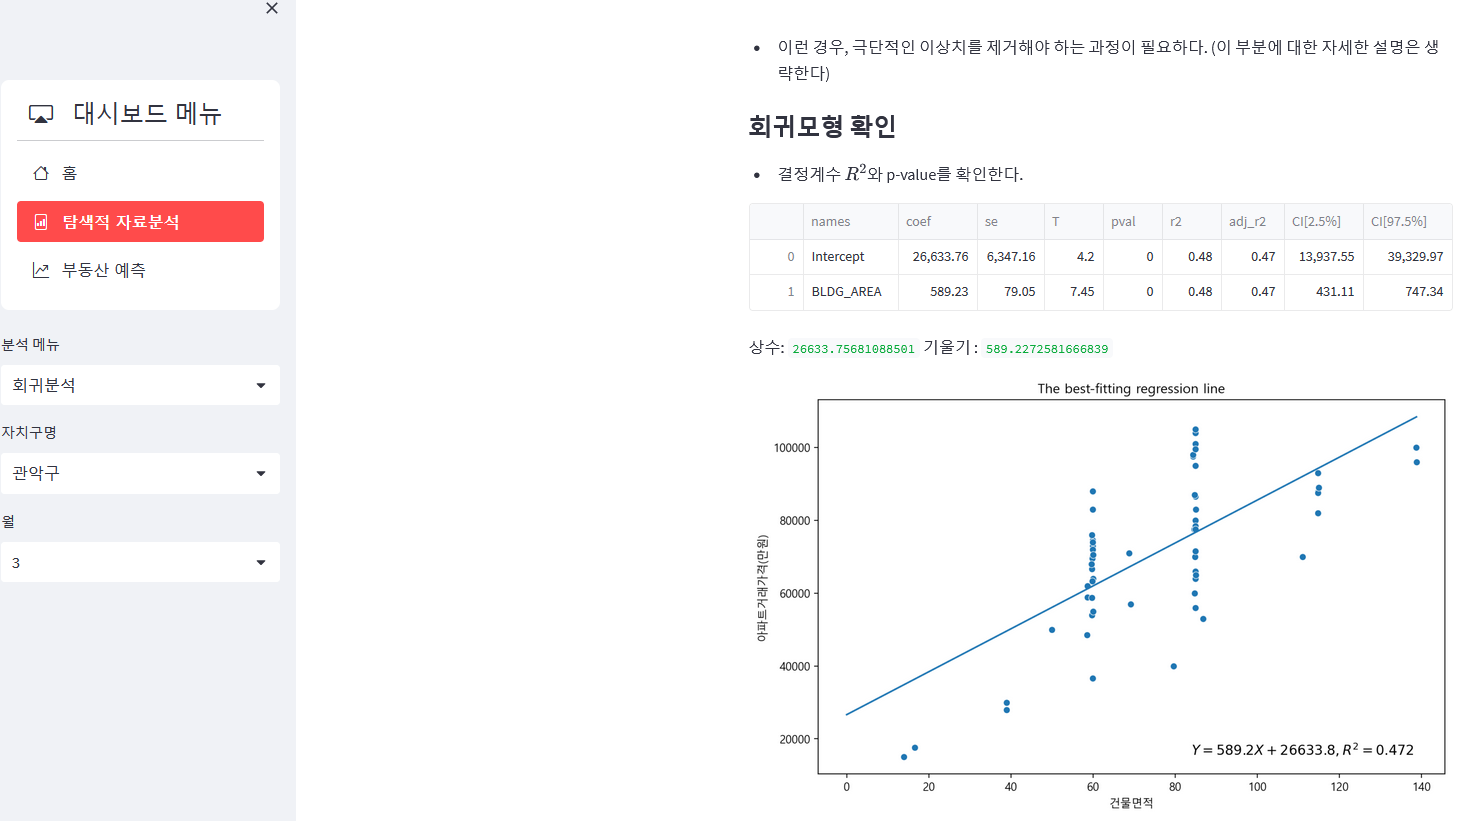 대시보드 메뉴
홈
탐색적 자료분석
부동산 예측
분석 메뉴
회귀분석
자치구명
관악구
월
3
이런 경우, 극단적인 이상치를 제거해야 하는 과정이 필요하다. (이 부분에 대한 자세한 설명은 생
략한다)
회귀모형 확인
결정계수 R²와 p-value를 확인한다.
names coef se T pval r2 adj_r2 CI[2.5%] CI[97.5%]
0 Intercept 26,633.76 6,347.16 4.2 0 0.48 0.47 13,937.55 39,329.97
1 BLDG_AREA 589.23 79.05 7.45 0 0.48 0.47 431.11 747.34
상수: 26633.75681088501 기울기 : 589.2272581666839
The best-fitting regression line
아파트거래가격(만원)
100000
80000
60000
40000
20000
Y = 589.2X + 26633.8, R² = 0.472
0 20 40 60 80 100 120 140
건물면적